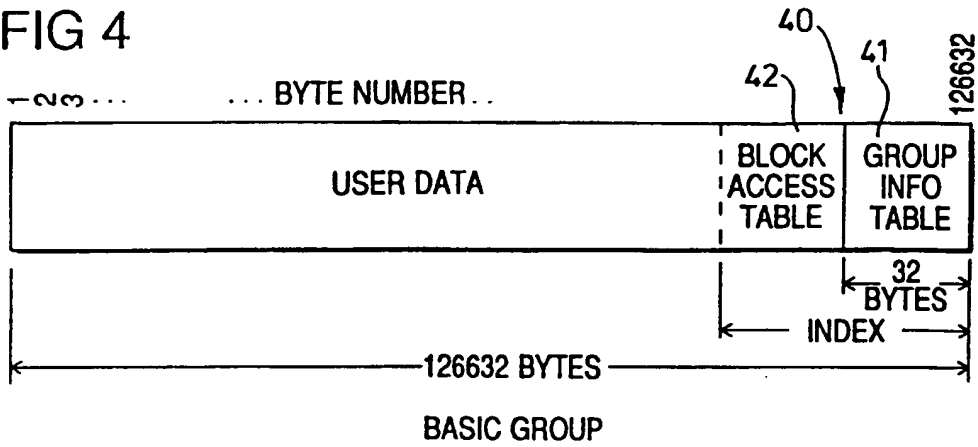 FIG 4
1 2 3 ... ... BYTE NUMBER ..
42 40 41 126632
USER DATA
BLOCK ACCESS TABLE
GROUP INFO TABLE
32 BYTES
INDEX
126632 BYTES
BASIC GROUP